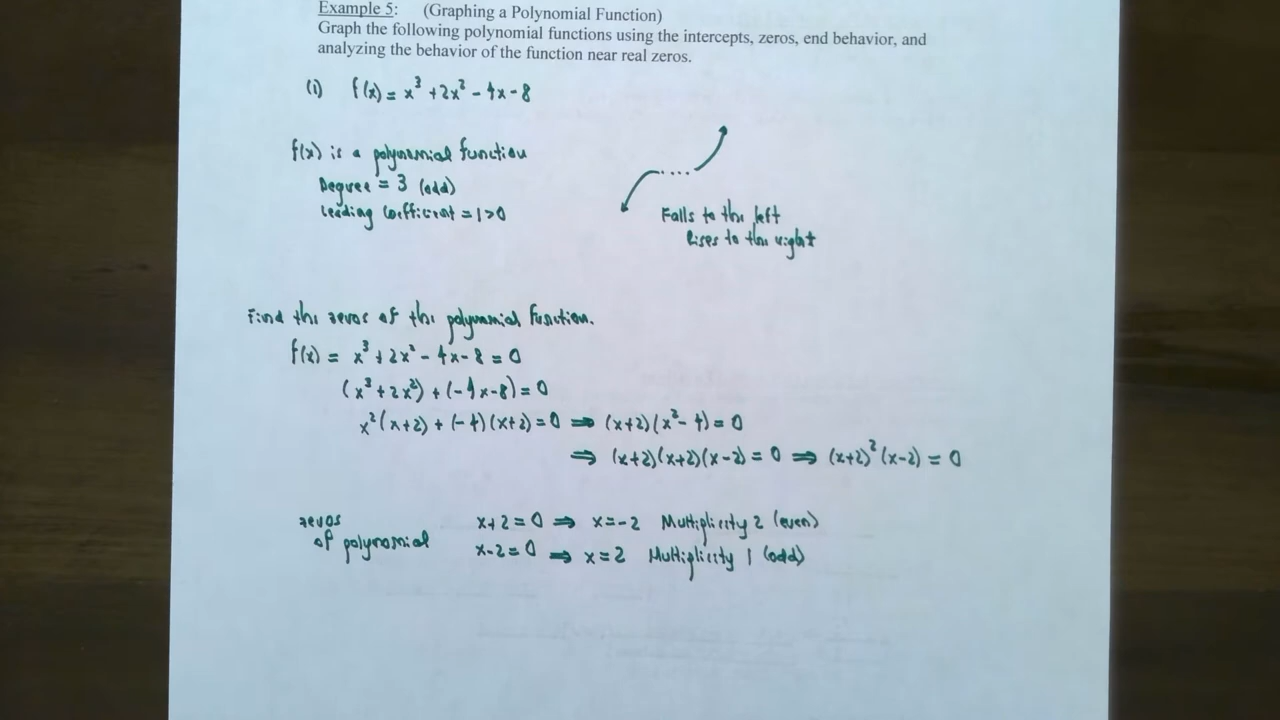 Example 5: (Graphing a Polynomial Function)
Graph the following polynomial functions using the intercepts, zeros, end behavior, and
analyzing the behavior of the function near real zeros.
(i) f(x) = x³ + 2x² - 4x - 8
f(x) is a polynomial function
Degree = 3 (odd)
Leading Coefficient = 1 > 0
Falls to the left
Rises to the right
Find the zeros of the polynomial function.
f(x) = x³ + 2x² - 4x - 8 = 0
(x³ + 2x²) + (-4x - 8) = 0
x²(x+2) + (-4)(x+2) = 0 ⇒ (x+2)(x² - 4) = 0
⇒ (x+2)(x+2)(x-2) = 0 ⇒ (x+2)²(x-2) = 0
zeros
of polynomial
x+2 = 0 ⇒ x = -2 Multiplicity 2 (even)
x-2 = 0 ⇒ x = 2 Multiplicity 1 (odd)